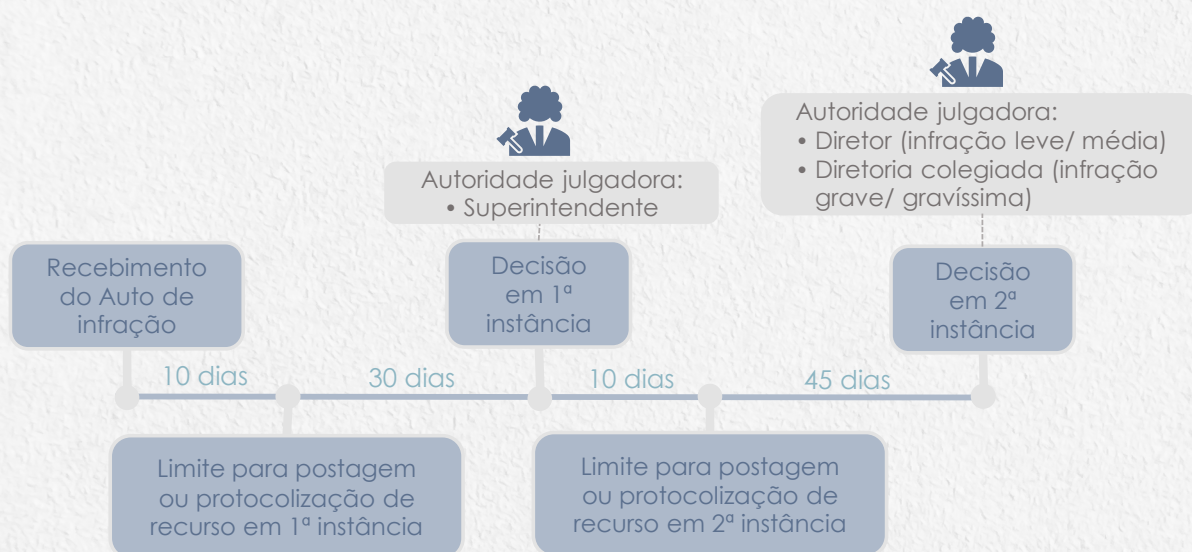 Autoridade julgadora:
• Diretor (infração leve/ média)
• Diretoria colegiada (infração
grave/ gravíssima)
Autoridade julgadora:
• Superintendente
Recebimento
do Auto de
infração
Decisão
em 1ª
instância
Decisão
em 2ª
instância
10 dias
30 dias
10 dias
45 dias
Limite para postagem
ou protocolização de
recurso em 1ª instância
Limite para postagem
ou protocolização de
recurso em 2ª instância